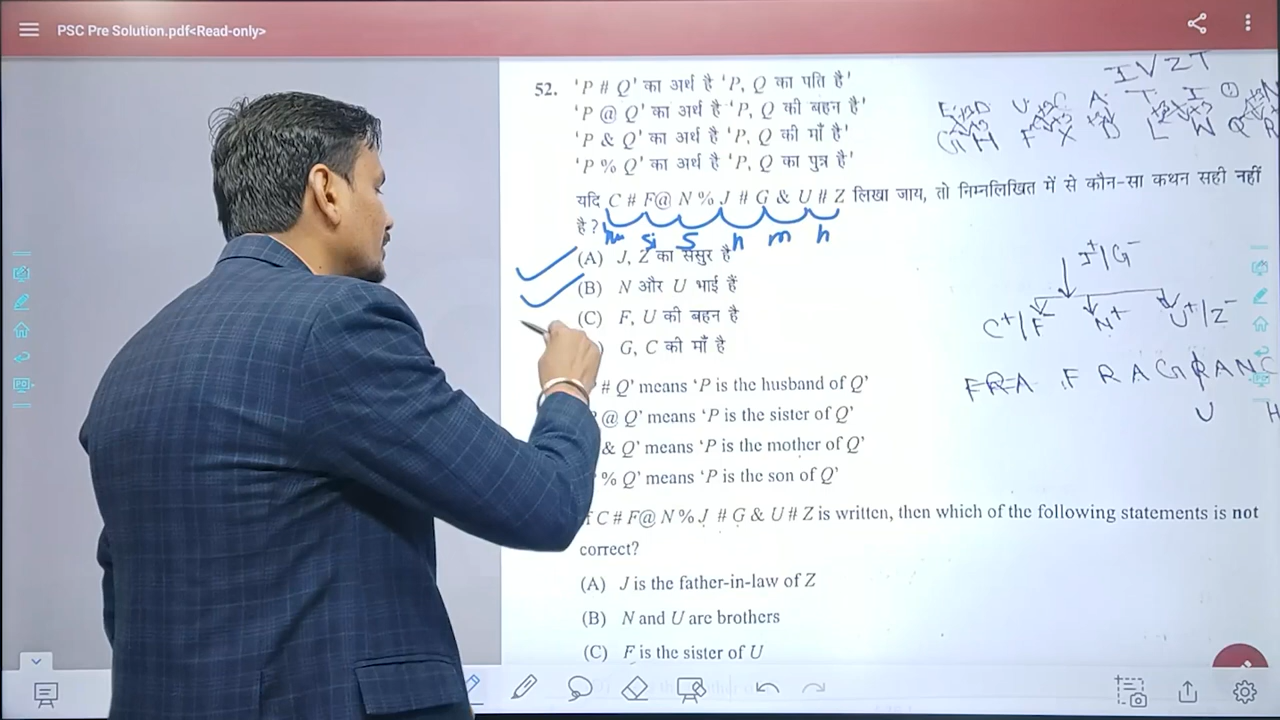 PSC Pre Solution.pdf<Read-only>
52. 'P # Q' का अर्थ है 'P, Q का पति है'
'P @ Q' का अर्थ है 'P, Q की बहन है'
'P & Q' का अर्थ है 'P, Q की माँ है'
'P % Q' का अर्थ है 'P, Q का पुत्र है'
यदि C # F@ N % J # G & U # Z लिखा जाय, तो निम्नलिखित में से कौन-सा कथन सही नहीं
है?
(A) J, Z का ससुर है
(B) N और U भाई हैं
(C) F, U की बहन है
G, C की माँ है
# Q' means 'P is the husband of Q'
@ Q' means 'P is the sister of Q'
& Q' means 'P is the mother of Q'
% Q' means 'P is the son of Q'
C # F@ N % J # G & U # Z is written, then which of the following statements is not
correct?
(A) J is the father-in-law of Z
(B) N and U are brothers
(C) F is the sister of U
IVZT
J+/G-
C+/F- N+ U+/Z-
FRA F R A G R A N C
U H